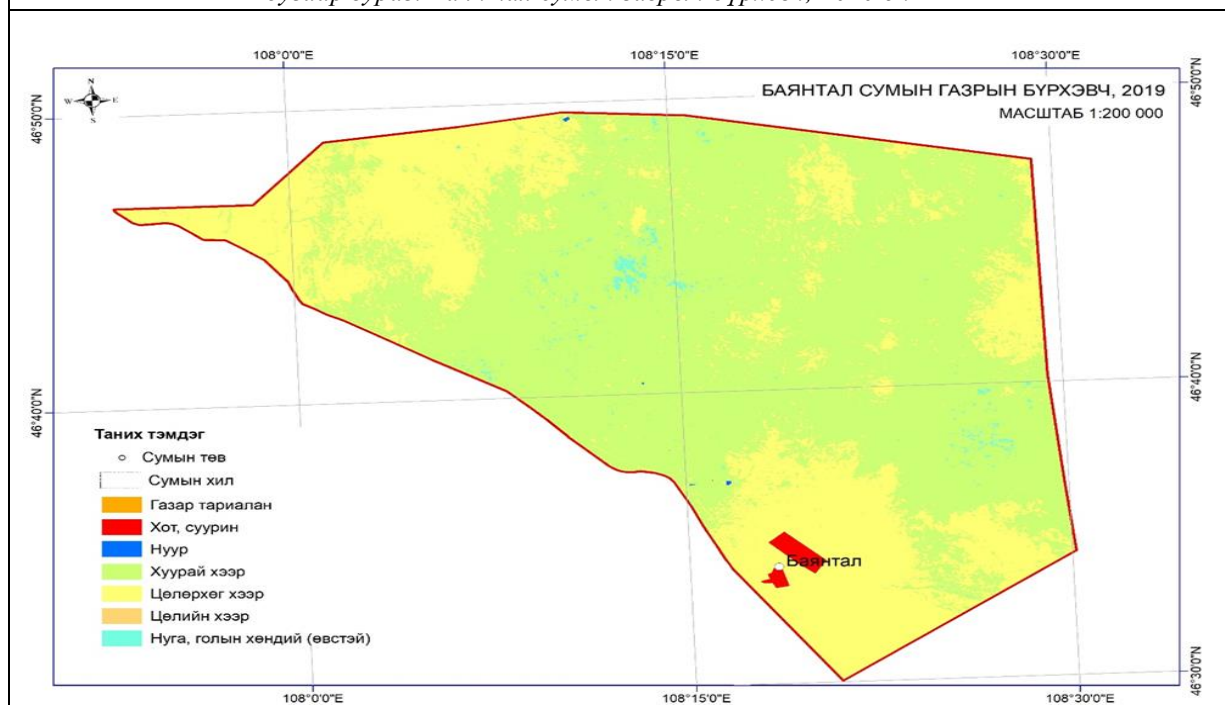 108°0'0"E 108°15'0"E 108°30'0"E
N
W E
S
БАЯНТАЛ СУМЫН ГАЗРЫН БҮРХЭВЧ, 2019
МАСШТАБ 1:200 000
46°50'0"N 46°50'0"N
46°40'0"N 46°40'0"N
Таних тэмдэг
Сумын төв
Сумын хил
Газар тариалан
Хот, суурин
Нуур
Хуурай хээр
Цөлөрхөг хээр
Цөлийн хээр
Нуга, голын хөндий (өвстэй)
Баянтал
46°30'0"N
108°0'0"E 108°15'0"E 108°30'0"E